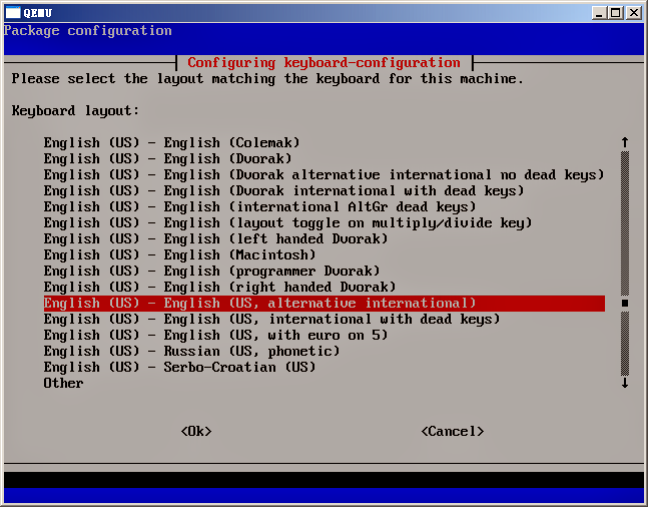 QEMU
Package configuration
Configuring keyboard-configuration
Please select the layout matching the keyboard for this machine.
Keyboard layout:
English (US) - English (Colemak)
English (US) - English (Dvorak)
English (US) - English (Dvorak alternative international no dead keys)
English (US) - English (Dvorak international with dead keys)
English (US) - English (international AltGr dead keys)
English (US) - English (layout toggle on multiply/divide key)
English (US) - English (left handed Dvorak)
English (US) - English (Macintosh)
English (US) - English (programmer Dvorak)
English (US) - English (right handed Dvorak)
English (US) - English (US, alternative international)
English (US) - English (US, international with dead keys)
English (US) - English (US, with euro on 5)
English (US) - Russian (US, phonetic)
English (US) - Serbo-Croatian (US)
Other
<Ok> <Cancel>